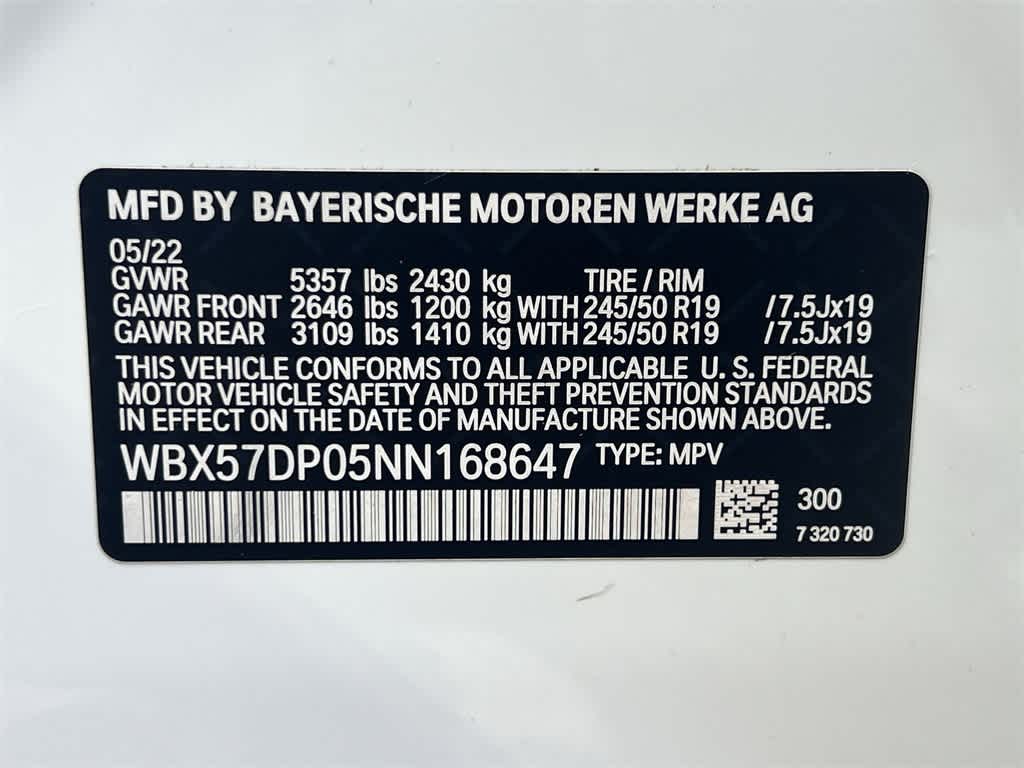 MFD BY BAYERISCHE MOTOREN WERKE AG
05/22
GVWR 5357 lbs 2430 kg TIRE / RIM
GAWR FRONT 2646 lbs 1200 kg WITH 245/50 R19 /7.5Jx19
GAWR REAR 3109 lbs 1410 kg WITH 245/50 R19 /7.5Jx19
THIS VEHICLE CONFORMS TO ALL APPLICABLE U. S. FEDERAL
MOTOR VEHICLE SAFETY AND THEFT PREVENTION STANDARDS
IN EFFECT ON THE DATE OF MANUFACTURE SHOWN ABOVE.
WBX57DP05NN168647 TYPE: MPV
300
7 320 730